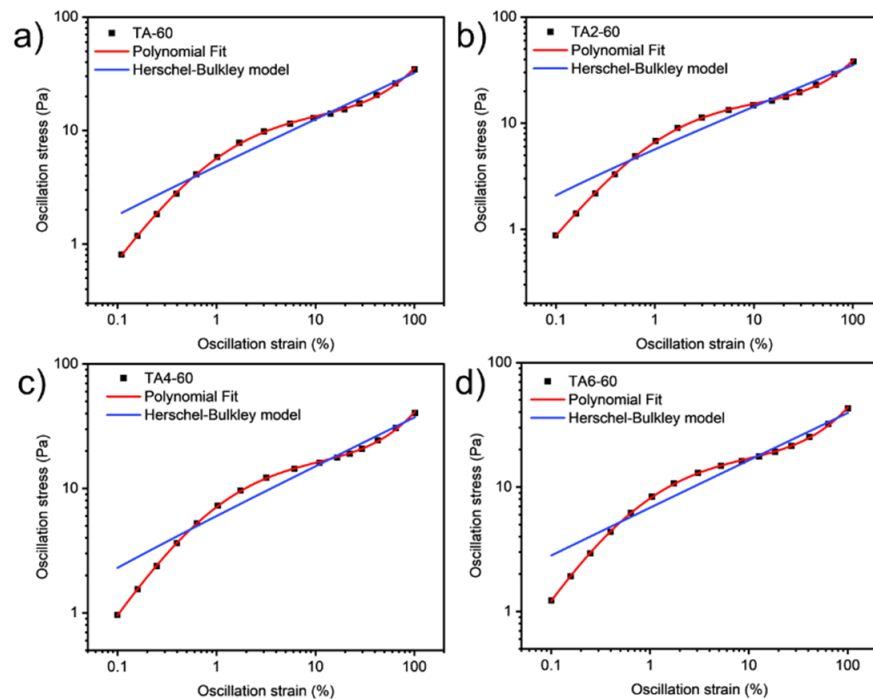 a)
TA-60
Polynomial Fit
Herschel-Bulkley model
100
10
1
Oscillation stress (Pa)
0.1 1 10 100
Oscillation strain (%)
b)
TA2-60
Polynomial Fit
Herschel-Bulkley model
100
10
1
Oscillation stress (Pa)
0.1 1 10 100
Oscillation strain (%)
c)
TA4-60
Polynomial Fit
Herschel-Bulkley model
100
10
1
Oscillation stress (Pa)
0.1 1 10 100
Oscillation strain (%)
d)
TA6-60
Polynomial Fit
Herschel-Bulkley model
100
10
1
Oscillation stress (Pa)
0.1 1 10 100
Oscillation strain (%)